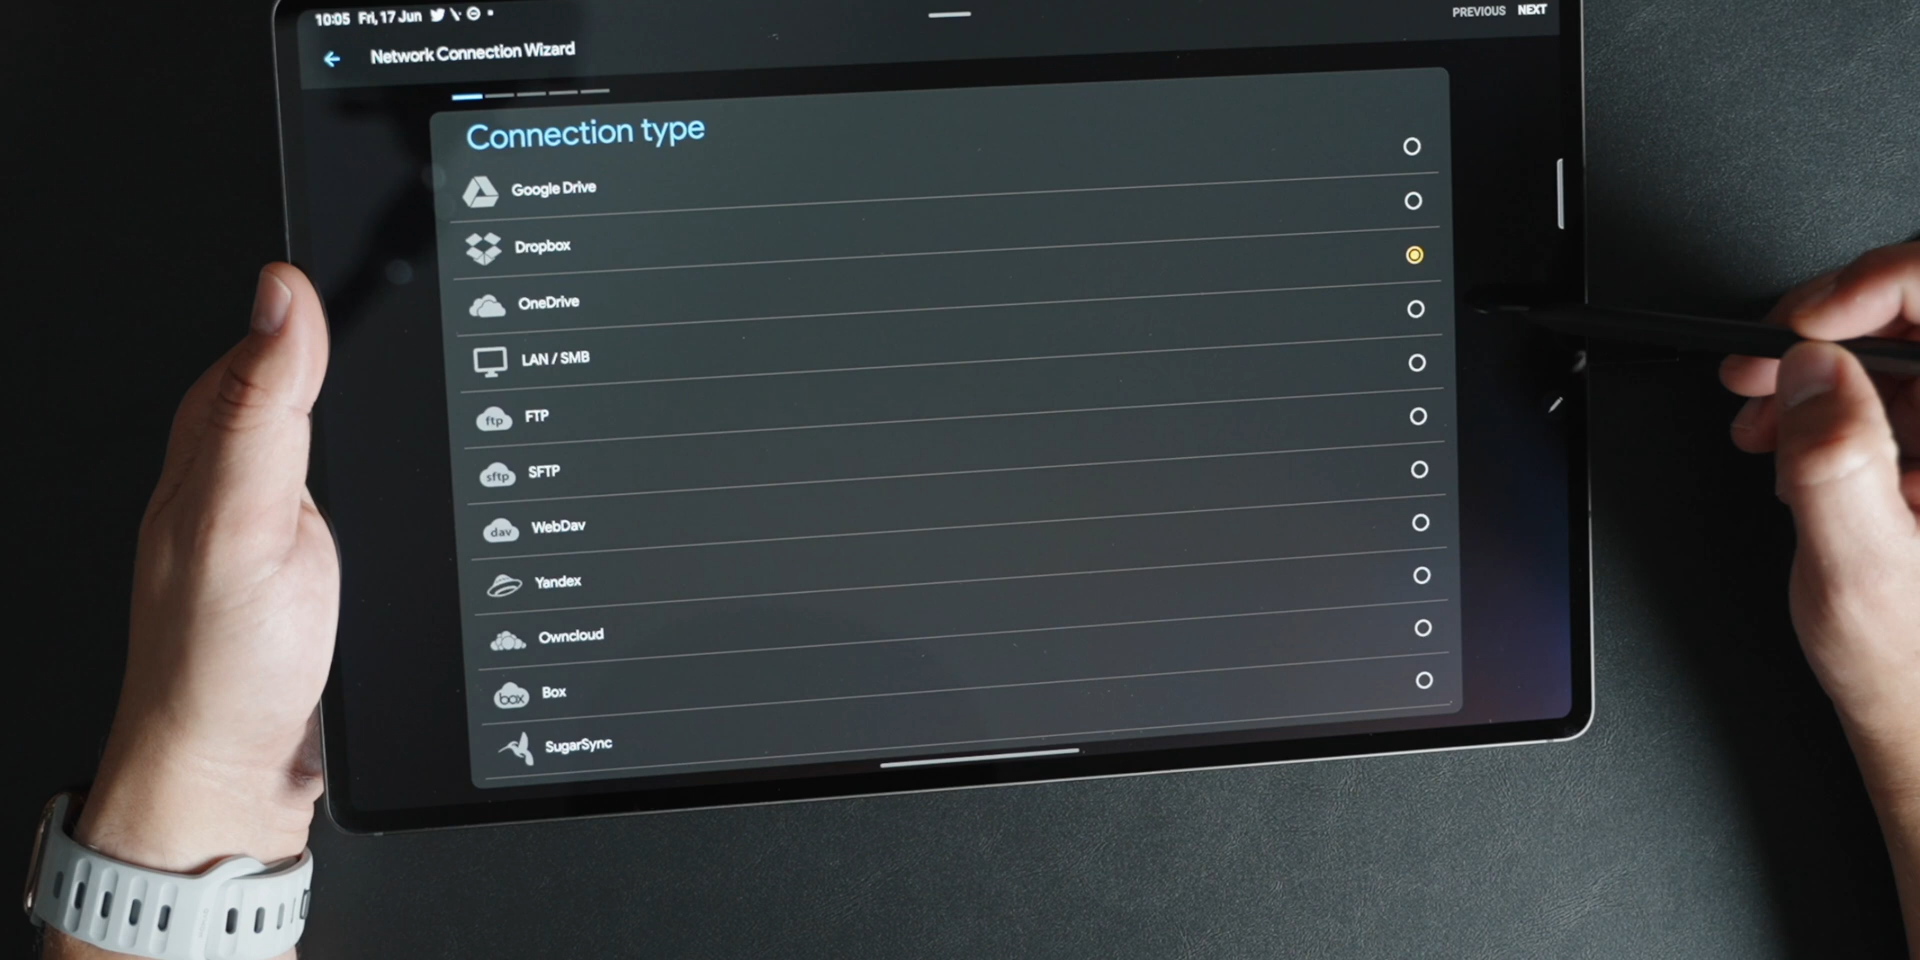 10:05 Fri, 17 Jun
PREVIOUS NEXT
Network Connection Wizard
Connection type
Google Drive
Dropbox
OneDrive
LAN / SMB
ftp FTP
sftp SFTP
dav WebDav
Yandex
Owncloud
box Box
SugarSync